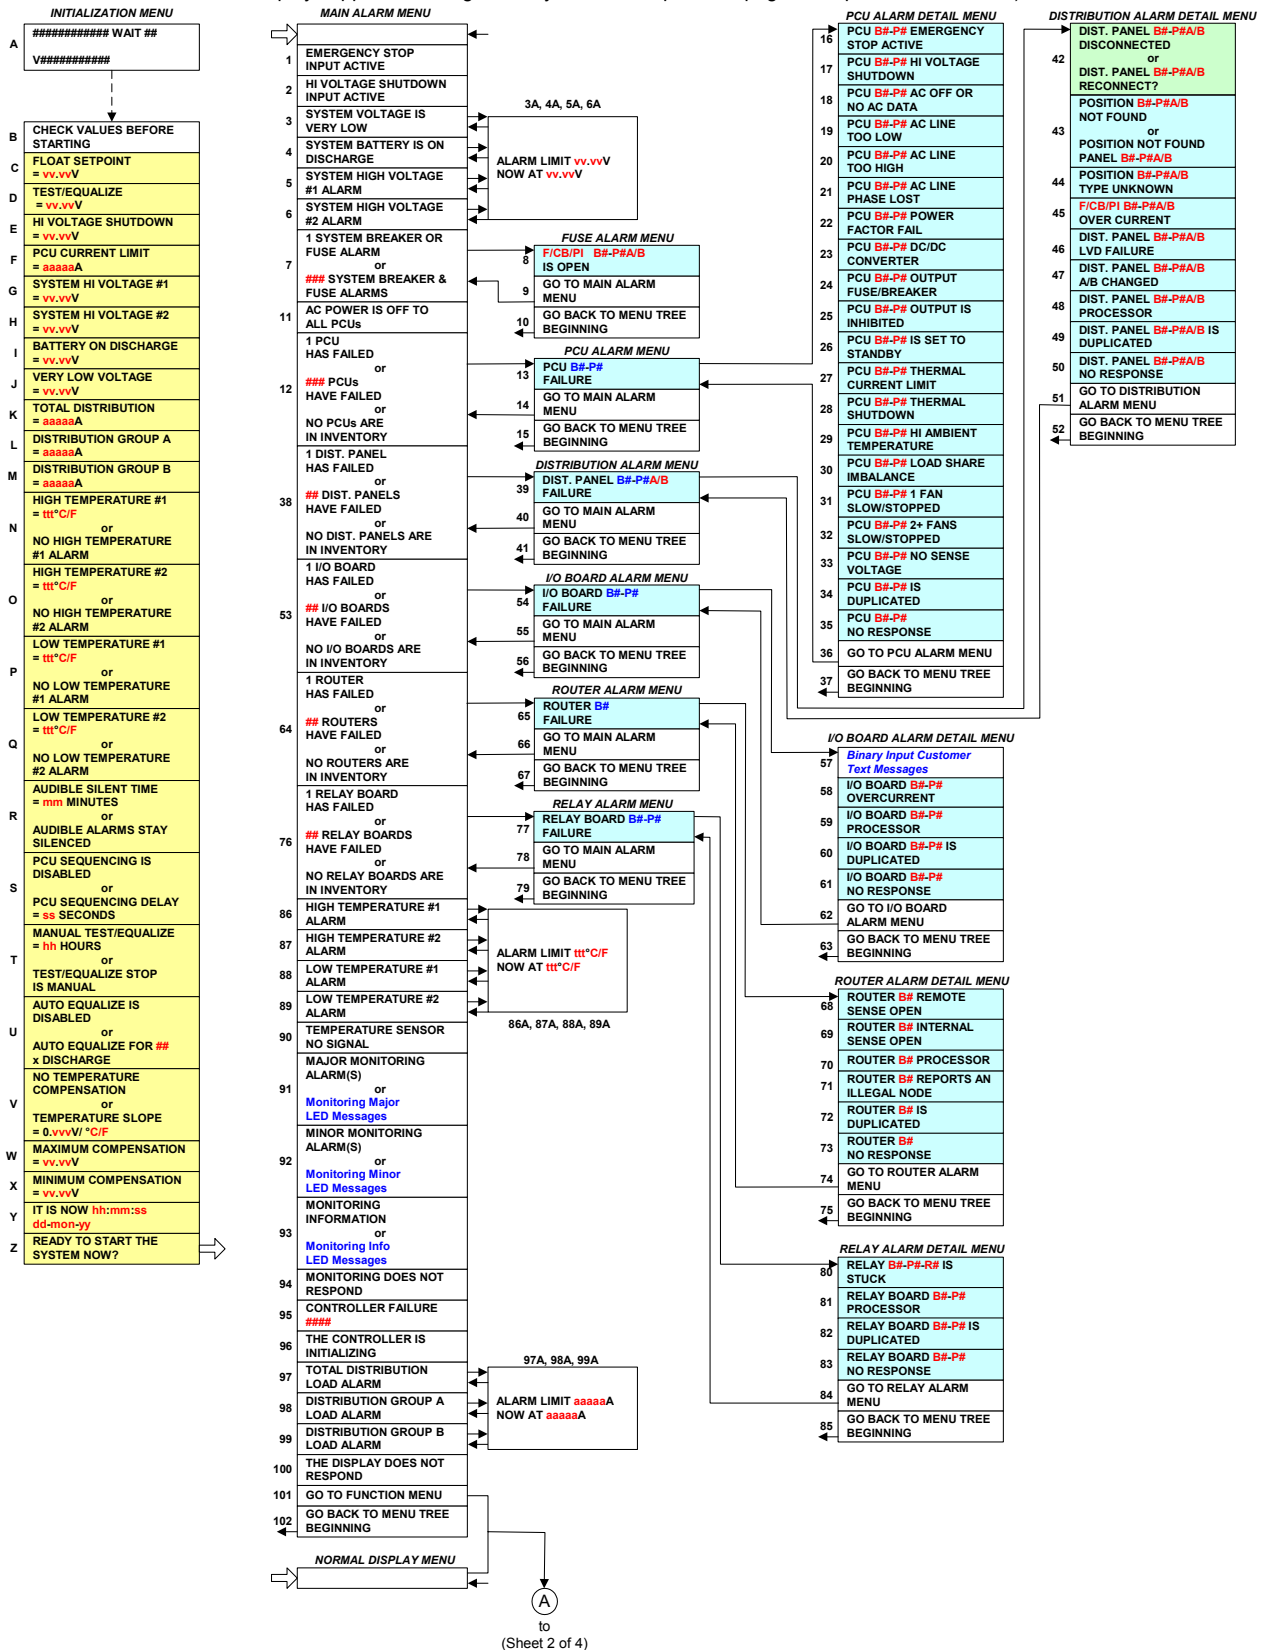 INITIALIZATION MENU
A
############ WAIT ##
V###########
B
CHECK VALUES BEFORE
STARTING
C
FLOAT SETPOINT
= vv.vvV
D
TEST/EQUALIZE
= vv.vvV
E
HI VOLTAGE SHUTDOWN
= vv.vvV
F
PCU CURRENT LIMIT
= aaaaaA
G
SYSTEM HI VOLTAGE #1
= vv.vvV
H
SYSTEM HI VOLTAGE #2
= vv.vvV
I
BATTERY ON DISCHARGE
= vv.vvV
J
VERY LOW VOLTAGE
= vv.vvV
K
TOTAL DISTRIBUTION
= aaaaaA
L
DISTRIBUTION GROUP A
= aaaaaA
M
DISTRIBUTION GROUP B
= aaaaaA
N
HIGH TEMPERATURE #1
= ttt°C/F
or
NO HIGH TEMPERATURE
#1 ALARM
O
HIGH TEMPERATURE #2
= ttt°C/F
or
NO HIGH TEMPERATURE
#2 ALARM
P
LOW TEMPERATURE #1
= ttt°C/F
or
NO LOW TEMPERATURE
#1 ALARM
Q
LOW TEMPERATURE #2
= ttt°C/F
or
NO LOW TEMPERATURE
#2 ALARM
R
AUDIBLE SILENT TIME
= mm MINUTES
or
AUDIBLE ALARMS STAY
SILENCED
S
PCU SEQUENCING IS
DISABLED
or
PCU SEQUENCING DELAY
= ss SECONDS
T
MANUAL TEST/EQUALIZE
= hh HOURS
or
TEST/EQUALIZE STOP
IS MANUAL
U
AUTO EQUALIZE IS
DISABLED
or
AUTO EQUALIZE FOR ##
x DISCHARGE
V
NO TEMPERATURE
COMPENSATION
or
TEMPERATURE SLOPE
= 0.vvvV/ °C/F
W
MAXIMUM COMPENSATION
= vv.vvV
X
MINIMUM COMPENSATION
= vv.vvV
Y
IT IS NOW hh:mm:ss
dd-mon-yy
Z
READY TO START THE
SYSTEM NOW?
MAIN ALARM MENU
1
EMERGENCY STOP
INPUT ACTIVE
2
HI VOLTAGE SHUTDOWN
INPUT ACTIVE
3
SYSTEM VOLTAGE IS
VERY LOW
4
SYSTEM BATTERY IS ON
DISCHARGE
5
SYSTEM HIGH VOLTAGE
#1 ALARM
6
SYSTEM HIGH VOLTAGE
#2 ALARM
7
1 SYSTEM BREAKER OR
FUSE ALARM
or
### SYSTEM BREAKER &
FUSE ALARMS
11
AC POWER IS OFF TO
ALL PCUs
12
1 PCU
HAS FAILED
or
### PCUs
HAVE FAILED
or
NO PCUs ARE
IN INVENTORY
38
1 DIST. PANEL
HAS FAILED
or
## DIST. PANELS
HAVE FAILED
or
NO DIST. PANELS ARE
IN INVENTORY
53
1 I/O BOARD
HAS FAILED
or
## I/O BOARDS
HAVE FAILED
or
NO I/O BOARDS ARE
IN INVENTORY
64
1 ROUTER
HAS FAILED
or
## ROUTERS
HAVE FAILED
or
NO ROUTERS ARE
IN INVENTORY
76
1 RELAY BOARD
HAS FAILED
or
## RELAY BOARDS
HAVE FAILED
or
NO RELAY BOARDS ARE
IN INVENTORY
86
HIGH TEMPERATURE #1
ALARM
87
HIGH TEMPERATURE #2
ALARM
88
LOW TEMPERATURE #1
ALARM
89
LOW TEMPERATURE #2
ALARM
90
TEMPERATURE SENSOR
NO SIGNAL
91
MAJOR MONITORING
ALARM(S)
or
Monitoring Major
LED Messages
92
MINOR MONITORING
ALARM(S)
or
Monitoring Minor
LED Messages
93
MONITORING
INFORMATION
or
Monitoring Info
LED Messages
94
MONITORING DOES NOT
RESPOND
95
CONTROLLER FAILURE
####
96
THE CONTROLLER IS
INITIALIZING
97
TOTAL DISTRIBUTION
LOAD ALARM
98
DISTRIBUTION GROUP A
LOAD ALARM
99
DISTRIBUTION GROUP B
LOAD ALARM
100
THE DISPLAY DOES NOT
RESPOND
101
GO TO FUNCTION MENU
102
GO BACK TO MENU TREE
BEGINNING
NORMAL DISPLAY MENU
A
to
(Sheet 2 of 4)
3A, 4A, 5A, 6A
ALARM LIMIT vv.vvV
NOW AT vv.vvV
FUSE ALARM MENU
8
F/CB/PI B#-P#A/B
IS OPEN
9
GO TO MAIN ALARM
MENU
10
GO BACK TO MENU TREE
BEGINNING
PCU ALARM MENU
13
PCU B#-P#
FAILURE
14
GO TO MAIN ALARM
MENU
15
GO BACK TO MENU TREE
BEGINNING
DISTRIBUTION ALARM MENU
39
DIST. PANEL B#-P#A/B
FAILURE
40
GO TO MAIN ALARM
MENU
41
GO BACK TO MENU TREE
BEGINNING
I/O BOARD ALARM MENU
54
I/O BOARD B#-P#
FAILURE
55
GO TO MAIN ALARM
MENU
56
GO BACK TO MENU TREE
BEGINNING
ROUTER ALARM MENU
65
ROUTER B#
FAILURE
66
GO TO MAIN ALARM
MENU
67
GO BACK TO MENU TREE
BEGINNING
RELAY ALARM MENU
77
RELAY BOARD B#-P#
FAILURE
78
GO TO MAIN ALARM
MENU
79
GO BACK TO MENU TREE
BEGINNING
ALARM LIMIT ttt°C/F
NOW AT ttt°C/F
86A, 87A, 88A, 89A
97A, 98A, 99A
ALARM LIMIT aaaaaA
NOW AT aaaaaA
PCU ALARM DETAIL MENU
16
PCU B#-P# EMERGENCY
STOP ACTIVE
17
PCU B#-P# HI VOLTAGE
SHUTDOWN
18
PCU B#-P# AC OFF OR
NO AC DATA
19
PCU B#-P# AC LINE
TOO LOW
20
PCU B#-P# AC LINE
TOO HIGH
21
PCU B#-P# AC LINE
PHASE LOST
22
PCU B#-P# POWER
FACTOR FAIL
23
PCU B#-P# DC/DC
CONVERTER
24
PCU B#-P# OUTPUT
FUSE/BREAKER
25
PCU B#-P# OUTPUT IS
INHIBITED
26
PCU B#-P# IS SET TO
STANDBY
27
PCU B#-P# THERMAL
CURRENT LIMIT
28
PCU B#-P# THERMAL
SHUTDOWN
29
PCU B#-P# HI AMBIENT
TEMPERATURE
30
PCU B#-P# LOAD SHARE
IMBALANCE
31
PCU B#-P# 1 FAN
SLOW/STOPPED
32
PCU B#-P# 2+ FANS
SLOW/STOPPED
33
PCU B#-P# NO SENSE
VOLTAGE
34
PCU B#-P# IS
DUPLICATED
35
PCU B#-P#
NO RESPONSE
36
GO TO PCU ALARM MENU
37
GO BACK TO MENU TREE
BEGINNING
I/O BOARD ALARM DETAIL MENU
57
Binary Input Customer
Text Messages
58
I/O BOARD B#-P#
OVERCURRENT
59
I/O BOARD B#-P#
PROCESSOR
60
I/O BOARD B#-P# IS
DUPLICATED
61
I/O BOARD B#-P#
NO RESPONSE
62
GO TO I/O BOARD
ALARM MENU
63
GO BACK TO MENU TREE
BEGINNING
ROUTER ALARM DETAIL MENU
68
ROUTER B# REMOTE
SENSE OPEN
69
ROUTER B# INTERNAL
SENSE OPEN
70
ROUTER B# PROCESSOR
71
ROUTER B# REPORTS AN
ILLEGAL NODE
72
ROUTER B# IS
DUPLICATED
73
ROUTER B#
NO RESPONSE
74
GO TO ROUTER ALARM
MENU
75
GO BACK TO MENU TREE
BEGINNING
RELAY ALARM DETAIL MENU
80
RELAY B#-P#-R# IS
STUCK
81
RELAY BOARD B#-P#
PROCESSOR
82
RELAY BOARD B#-P# IS
DUPLICATED
83
RELAY BOARD B#-P#
NO RESPONSE
84
GO TO RELAY ALARM
MENU
85
GO BACK TO MENU TREE
BEGINNING
DISTRIBUTION ALARM DETAIL MENU
42
DIST. PANEL B#-P#A/B
DISCONNECTED
or
DIST. PANEL B#-P#A/B
RECONNECT?
43
POSITION B#-P#A/B
NOT FOUND
or
POSITION NOT FOUND
PANEL B#-P#A/B
44
POSITION B#-P#A/B
TYPE UNKNOWN
45
F/CB/PI B#-P#A/B
OVER CURRENT
46
DIST. PANEL B#-P#A/B
LVD FAILURE
47
DIST. PANEL B#-P#A/B
A/B CHANGED
48
DIST. PANEL B#-P#A/B
PROCESSOR
49
DIST. PANEL B#-P#A/B IS
DUPLICATED
50
DIST. PANEL B#-P#A/B
NO RESPONSE
51
GO TO DISTRIBUTION
ALARM MENU
52
GO BACK TO MENU TREE
BEGINNING